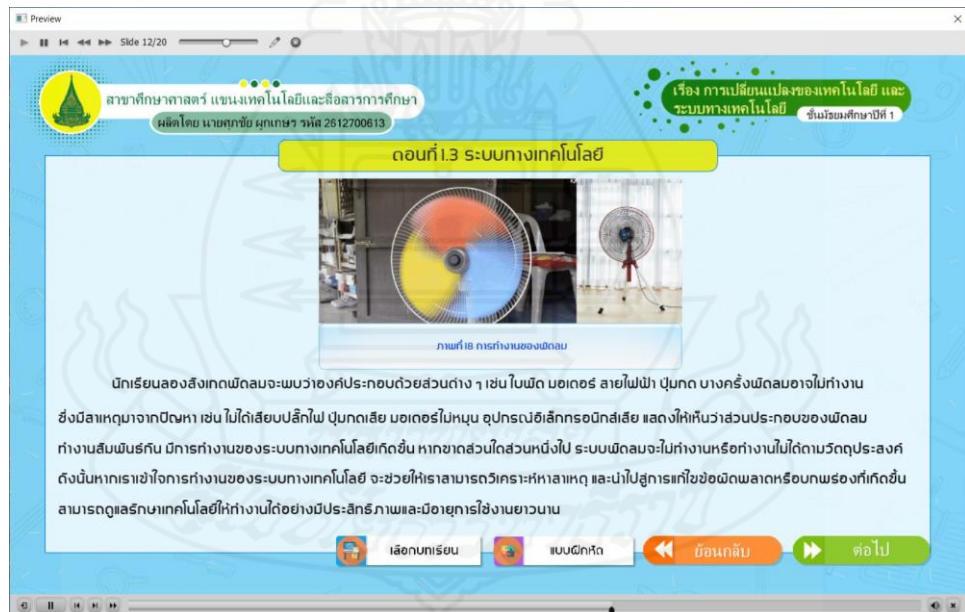 Preview
Slide 12/20
สาขาศึกษาศาสตร์ แขนงเทคโนโลยีและสื่อสารการศึกษา
ผลิตโดย นายศุภชัย ผุกเกษร รหัส 2612700613
เรื่อง การเปลี่ยนแปลงของเทคโนโลยี และ
ระบบทางเทคโนโลยี
ชั้นมัธยมศึกษาปีที่ 1
ตอนที่ 1.3 ระบบทางเทคโนโลยี
ภาพที่ 18 การทำงานของพัดลม
นักเรียนลองสังเกตพัดลมจะพบว่าองค์ประกอบด้วยส่วนต่าง ๆ เช่น ใบพัด มอเตอร์ สายไฟฟ้า ปุ่มกด บางครั้งพัดลมอาจไม่ทำงาน
ซึ่งมีสาเหตุมาจากปัญหา เช่น ไม่ได้เสียบปลั๊กไฟ ปุ่มกดเสีย มอเตอร์ไม่หมุน อุปกรณ์อิเล็กทรอนิกส์เสีย แสดงให้เห็นว่าส่วนประกอบของพัดลม
ทำงานสัมพันธ์กัน มีการทำงานของระบบทางเทคโนโลยีเกิดขึ้น หากขาดส่วนใดส่วนหนึ่งไป ระบบพัดลมจะไม่ทำงานหรือทำงานไม่ได้ตามวัตถุประสงค์
ดังนั้นหากเราเข้าใจการทำงานของระบบทางเทคโนโลยี จะช่วยให้เราสามารถวิเคราะห์หาสาเหตุ และนำไปสู่การแก้ไขข้อผิดพลาดหรือบกพร่องที่เกิดขึ้น
สามารถดูแลรักษาเทคโนโลยีให้ทำงานได้อย่างมีประสิทธิภาพและมีอายุการใช้งานยาวนาน
เลือกบทเรียน
แบบฝึกหัด
ย้อนกลับ
ต่อไป